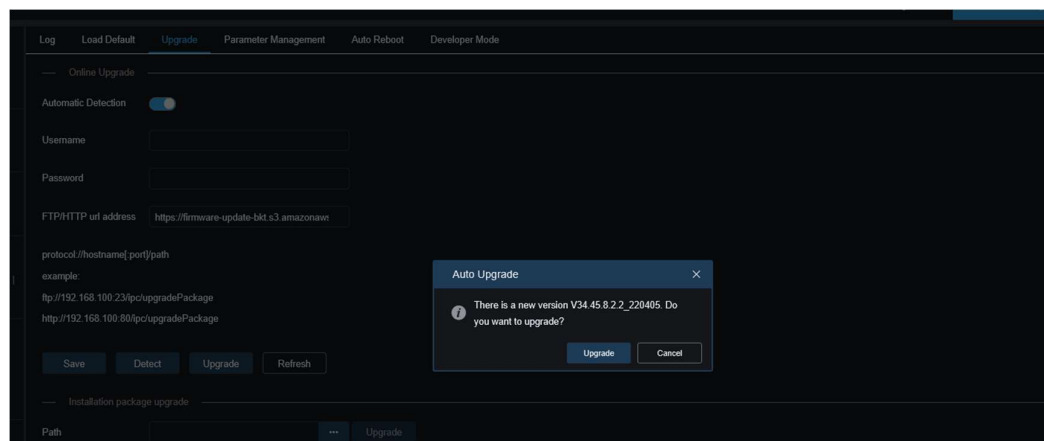 Log Load Default Upgrade Parameter Management Auto Reboot Developer Mode
Online Upgrade
Automatic Detection
Username
Password
FTP/HTTP url address https://firmware-update-bkt.s3.amazonaws
protocol://hostname[:port]/path
example:
ftp://192.168.100:23/ipc/upgradePackage
http://192.168.100:80/ipc/upgradePackage
Save Detect Upgrade Refresh
Installation package upgrade
Path ... Upgrade
Auto Upgrade
There is a new version V34.45.8.2.2_220405. Do
you want to upgrade?
Upgrade Cancel